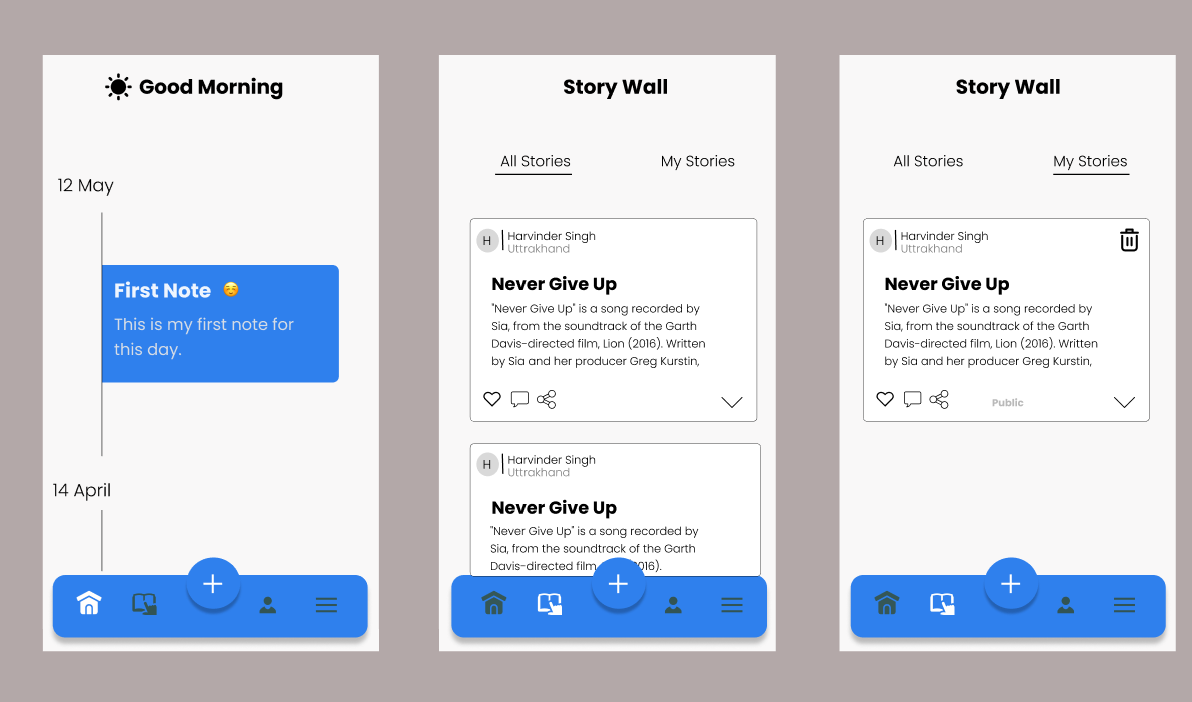 Good Morning
12 May
First Note
This is my first note for
this day.
14 April
+
Story Wall
All Stories
My Stories
H
Harvinder Singh
Uttrakhand
Never Give Up
"Never Give Up" is a song recorded by
Sia, from the soundtrack of the Garth
Davis-directed film, Lion (2016). Written
by Sia and her producer Greg Kurstin,
H
Harvinder Singh
Uttrakhand
Never Give Up
"Never Give Up" is a song recorded by
Sia, from the soundtrack of the Garth
Davis-directed film, 016).
+
Story Wall
All Stories
My Stories
H
Harvinder Singh
Uttrakhand
Never Give Up
"Never Give Up" is a song recorded by
Sia, from the soundtrack of the Garth
Davis-directed film, Lion (2016). Written
by Sia and her producer Greg Kurstin,
Public
+